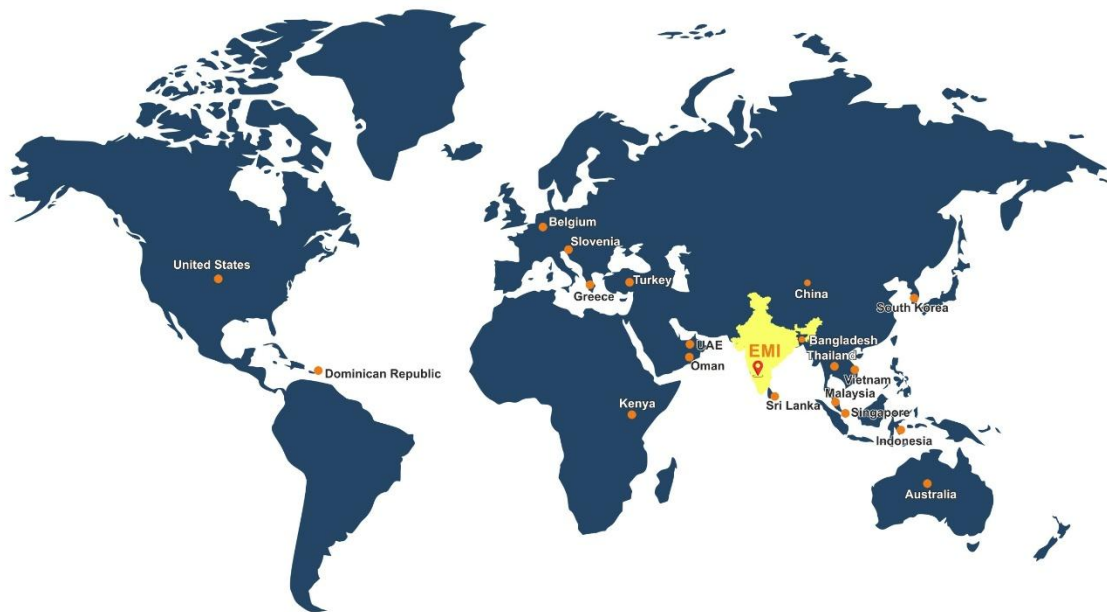 Belgium
Slovenia
United States
Turkey
Greece
China
South Korea
UAE
EMI
Bangladesh
Thailand
Oman
Dominican Republic
Vietnam
Malaysia
Sri Lanka
Kenya
Singapore
Indonesia
Australia